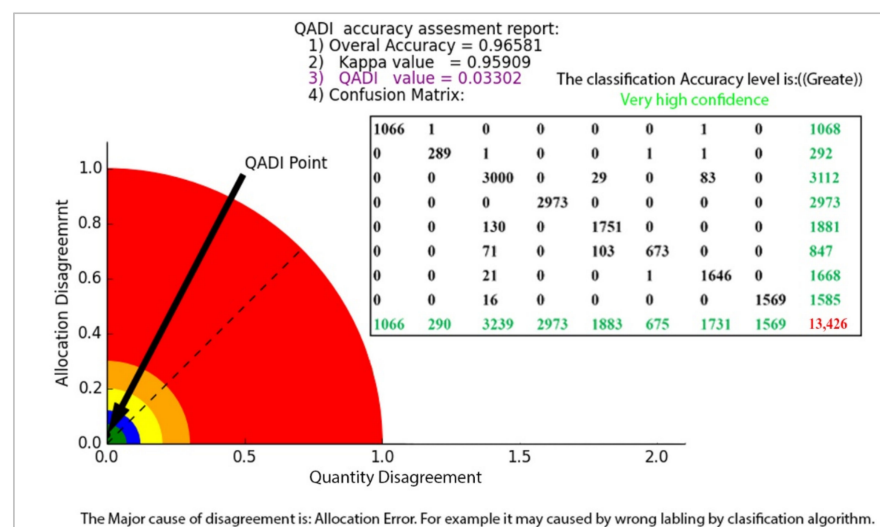 QADI accuracy assesment report:
1) Overal Accuracy = 0.96581
2) Kappa value = 0.95909
3) QADI value = 0.03302
The classification Accuracy level is:((Greate))
4) Confusion Matrix:
Very high confidence
1066 1 0 0 0 0 1 0 1068
0 289 1 0 0 1 1 0 292
0 0 3000 0 29 0 83 0 3112
0 0 0 2973 0 0 0 0 2973
0 0 130 0 1751 0 0 0 1881
0 0 71 0 103 673 0 0 847
0 0 21 0 0 1 1646 0 1668
0 0 16 0 0 0 0 1569 1585
1066 290 3239 2973 1883 675 1731 1569 13,426
QADI Point
Allocation Disagreemrnt
1.0
0.8
0.6
0.4
0.2
0.0
0.0 0.5 1.0 1.5 2.0
Quantity Disagreement
The Major cause of disagreement is: Allocation Error. For example it may caused by wrong labling by clasification algorithm.